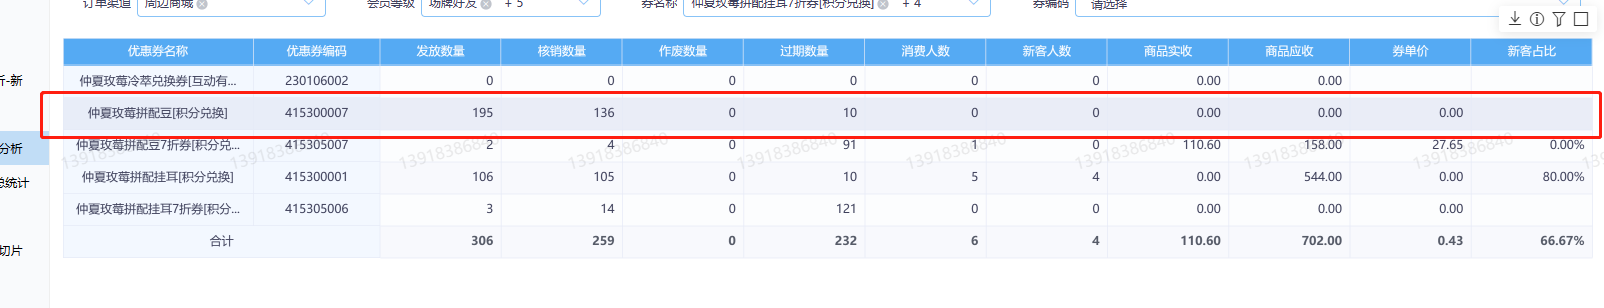 订单渠道 周边商城 会员等级 场牌好友 + 5 券名称 仲夏玫莓拼配挂耳7折券[积分兑换] + 4 券编码 请选择
优惠券名称 优惠券编码 发放数量 核销数量 作废数量 过期数量 消费人数 新客人数 商品实收 商品应收 券单价 新客占比
斤-新
仲夏玫莓冷萃兑换券[互动有... 230106002 0 0 0 0 0 0 0.00 0.00
仲夏玫莓拼配豆[积分兑换] 415300007 195 136 0 10 0 0 0.00 0.00 0.00
分析
仲夏玫莓拼配豆7折券[积分兑... 415305007 2 4 0 91 1 0 110.60 158.00 27.65 0.00%
总统计
仲夏玫莓拼配挂耳[积分兑换] 415300001 106 105 0 10 5 4 0.00 544.00 0.00 80.00%
仲夏玫莓拼配挂耳7折券[积分... 415305006 3 14 0 121 0 0 0.00 0.00 0.00
切片
合计 306 259 0 232 6 4 110.60 702.00 0.43 66.67%
13918386840 13918386840 13918386840 13918386840 13918386840 13918386840 13918386840 13918386840 13918386840